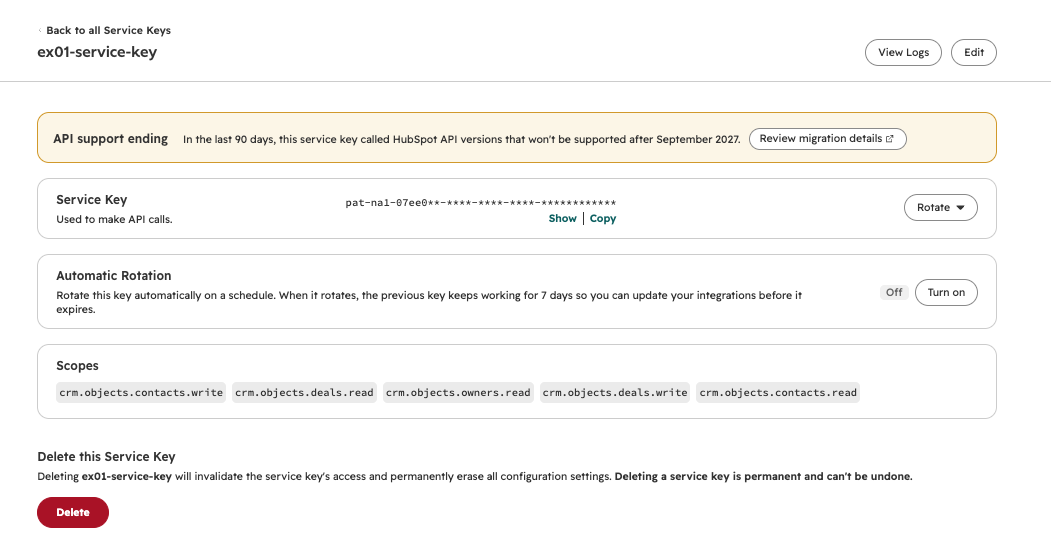 ‹ Back to all Service Keys
ex01-service-key
View Logs
Edit
API support ending
In the last 90 days, this service key called HubSpot API versions that won't be supported after September 2027.
Review migration details
Service Key
Used to make API calls.
pat-na1-07ee0**-****-****-****-************
Show | Copy
Rotate
Automatic Rotation
Rotate this key automatically on a schedule. When it rotates, the previous key keeps working for 7 days so you can update your integrations before it
expires.
Off
Turn on
Scopes
crm.objects.contacts.write crm.objects.deals.read crm.objects.owners.read crm.objects.deals.write crm.objects.contacts.read
Delete this Service Key
Deleting ex01-service-key will invalidate the service key's access and permanently erase all configuration settings. Deleting a service key is permanent and can't be undone.
Delete